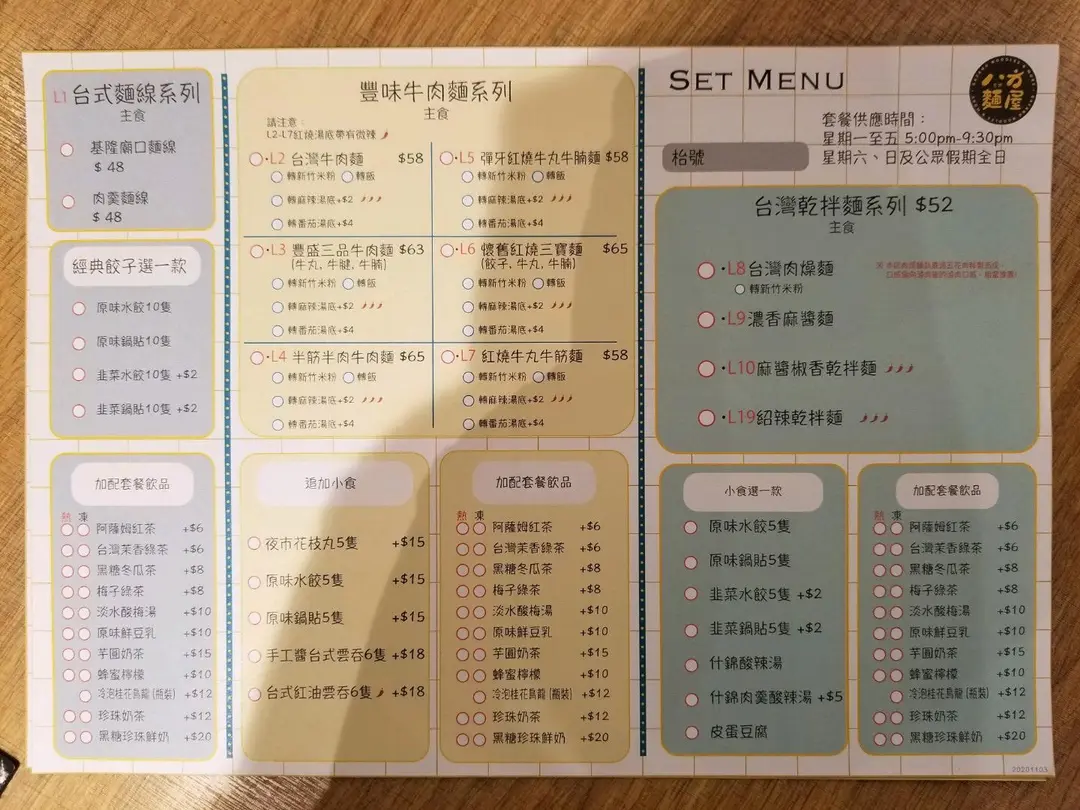 L1 台式麵線系列
主食
基隆廟口麵線
$ 48
肉羹麵線
$ 48
經典餃子選一款
原味水餃10隻
原味鍋貼10隻
韮菜水餃10隻 +$2
韮菜鍋貼10隻 +$2
加配套餐飲品
熱 凍
阿薩姆紅茶 +$6
台灣茉香綠茶 +$6
黑糖冬瓜茶 +$8
梅子綠茶 +$8
淡水酸梅湯 +$10
原味鮮豆乳 +$10
芋圓奶茶 +$15
蜂蜜檸檬 +$10
冷泡桂花烏龍(瓶裝) +$12
珍珠奶茶 +$12
黑糖珍珠鮮奶 +$20
豐味牛肉麵系列
主食
請注意：
L2-L7紅燒湯底帶有微辣
L2 台灣牛肉麵 $58
轉新竹米粉 轉飯
轉麻辣湯底+$2
轉番茄湯底+$4
L3 豐盛三品牛肉麵 $63
(牛丸, 牛腱, 牛腩)
轉新竹米粉 轉飯
轉麻辣湯底+$2
轉番茄湯底+$4
L4 半筋半肉牛肉麵 $65
轉新竹米粉 轉飯
轉麻辣湯底+$2
轉番茄湯底+$4
L5 彈牙紅燒牛丸牛腩麵 $58
轉新竹米粉 轉飯
轉麻辣湯底+$2
轉番茄湯底+$4
L6 懷舊紅燒三寶麵 $65
(餃子, 牛丸, 牛腩)
轉新竹米粉 轉飯
轉麻辣湯底+$2
轉番茄湯底+$4
L7 紅燒牛丸牛筋麵 $58
轉新竹米粉 轉飯
轉麻辣湯底+$2
轉番茄湯底+$4
追加小食
夜市花枝丸5隻 +$15
原味水餃5隻 +$15
原味鍋貼5隻 +$15
手工醬台式雲吞6隻 +$18
台式紅油雲吞6隻 +$18
加配套餐飲品
熱 凍
阿薩姆紅茶 +$6
台灣茉香綠茶 +$6
黑糖冬瓜茶 +$8
梅子綠茶 +$8
淡水酸梅湯 +$10
原味鮮豆乳 +$10
芋圓奶茶 +$15
蜂蜜檸檬 +$10
冷泡桂花烏龍(瓶裝) +$12
珍珠奶茶 +$12
黑糖珍珠鮮奶 +$20
SET MENU
八方
麵屋
套餐供應時間：
星期一至五 5:00pm-9:30pm
星期六、日及公眾假期全日
枱號
台灣乾拌麵系列 $52
主食
L8台灣肉燥麵
轉新竹米粉
L9濃香麻醬麵
L10麻醬椒香乾拌麵
L19紹辣乾拌麵
小食選一款
原味水餃5隻
原味鍋貼5隻
韮菜水餃5隻 +$2
韮菜鍋貼5隻 +$2
什錦酸辣湯
什錦肉羹酸辣湯 +$5
皮蛋豆腐
加配套餐飲品
熱 凍
阿薩姆紅茶 +$6
台灣茉香綠茶 +$6
黑糖冬瓜茶 +$8
梅子綠茶 +$8
淡水酸梅湯 +$10
原味鮮豆乳 +$10
芋圓奶茶 +$15
蜂蜜檸檬 +$10
冷泡桂花烏龍(瓶裝) +$12
珍珠奶茶 +$12
黑糖珍珠鮮奶 +$20
20201103